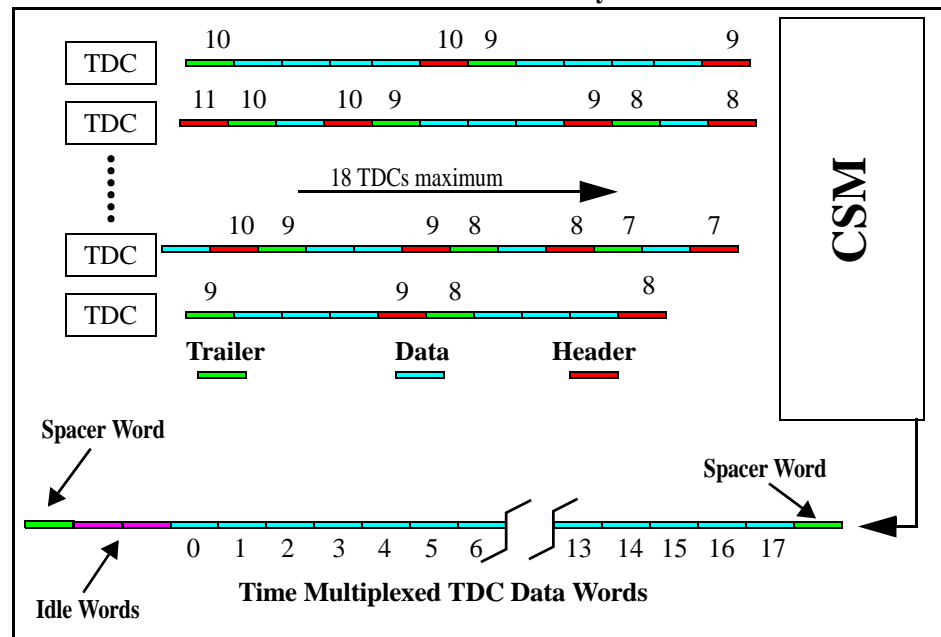 10 10 9 9
TDC
11 10 10 9 9 8 8
TDC
18 TDCs maximum
10 9 9 8 8 7 7
TDC
9 9 8 8
TDC
Trailer Data Header
CSM
Spacer Word
Spacer Word
0 1 2 3 4 5 6 13 14 15 16 17
Time Multiplexed TDC Data Words
Idle Words